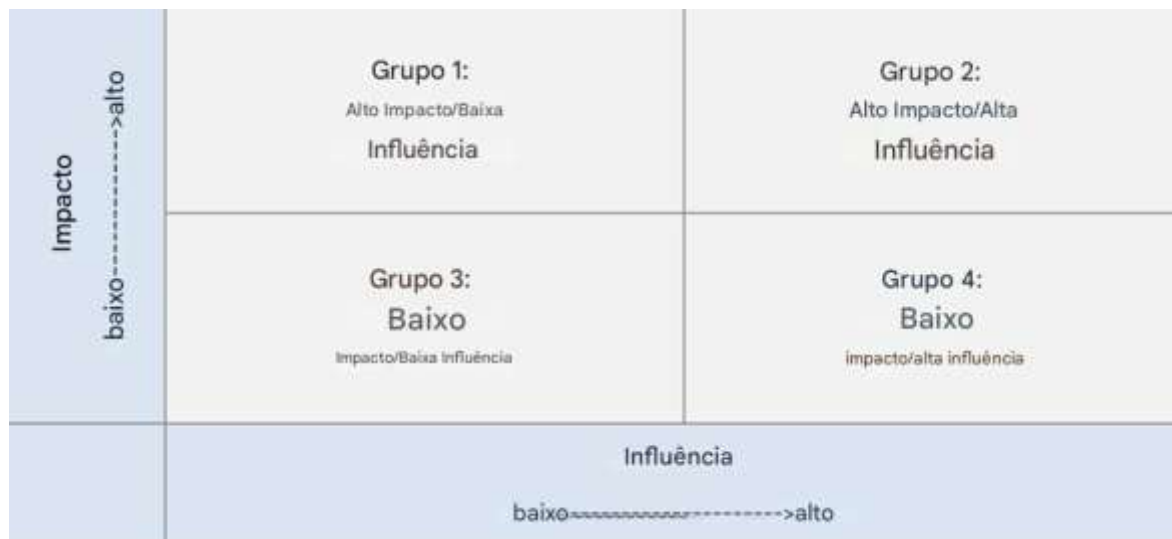 Impacto
baixo-------------->alto
Grupo 1:
Alto Impacto/Baixa
Influência
Grupo 2:
Alto Impacto/Alta
Influência
Grupo 3:
Baixo
Impacto/Baixa Influência
Grupo 4:
Baixo
impacto/alta influência
Influência
baixo~~~~~~~~~~~---------->alto